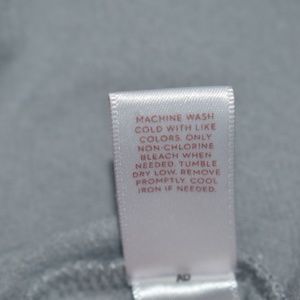 MACHINE WASH
COLD WITH LIKE
COLORS. ONLY
NON-CHLORINE
BLEACH WHEN
NEEDED. TUMBLE
DRY LOW. REMOVE
PROMPTLY. COOL
IRON IF NEEDED.